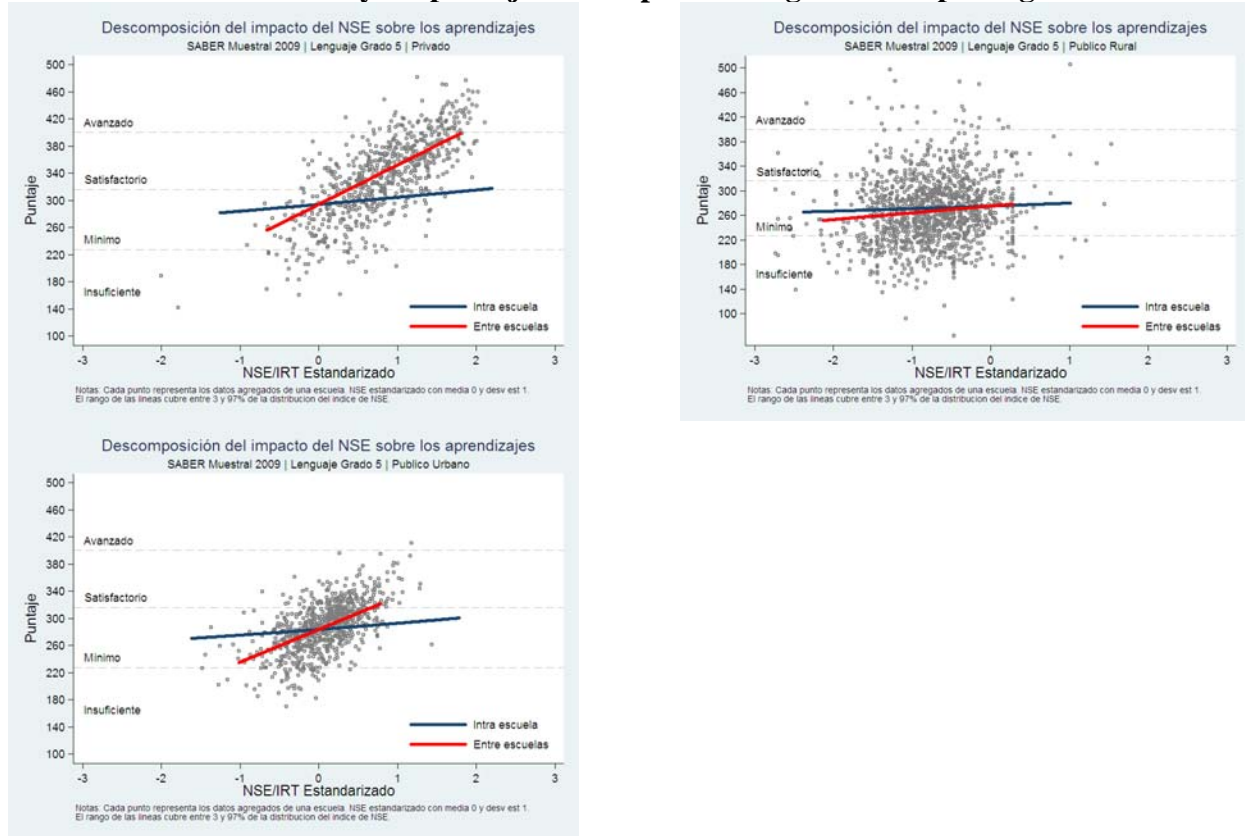 Descomposición del impacto del NSE sobre los aprendizajes
SABER Muestral 2009 | Lenguaje Grado 5 | Privado
500
460
420
380
340
300
260
220
180
140
100
Puntaje
Avanzado
Satisfactorio
Mínimo
Insuficiente
Intra escuela
Entre escuelas
-3
-2
-1
0
1
2
3
NSE/IRT Estandarizado
Notas: Cada punto representa los datos agregados de una escuela. NSE estandarizado con media 0 y desv est 1.
El rango de las lineas cubre entre 3 y 97% de la distribucion del indice de NSE.
Descomposición del impacto del NSE sobre los aprendizajes
SABER Muestral 2009 | Lenguaje Grado 5 | Publico Rural
500
460
420
380
340
300
260
220
180
140
100
Puntaje
Avanzado
Satisfactorio
Mínimo
Insuficiente
Intra escuela
Entre escuelas
-3
-2
-1
0
1
2
3
NSE/IRT Estandarizado
Notas: Cada punto representa los datos agregados de una escuela. NSE estandarizado con media 0 y desv est 1.
El rango de las lineas cubre entre 3 y 97% de la distribucion del indice de NSE.
Descomposición del impacto del NSE sobre los aprendizajes
SABER Muestral 2009 | Lenguaje Grado 5 | Publico Urbano
500
460
420
380
340
300
260
220
180
140
100
Puntaje
Avanzado
Satisfactorio
Mínimo
Insuficiente
Intra escuela
Entre escuelas
-3
-2
-1
0
1
2
3
NSE/IRT Estandarizado
Notas: Cada punto representa los datos agregados de una escuela. NSE estandarizado con media 0 y desv est 1.
El rango de las lineas cubre entre 3 y 97% de la distribucion del indice de NSE.